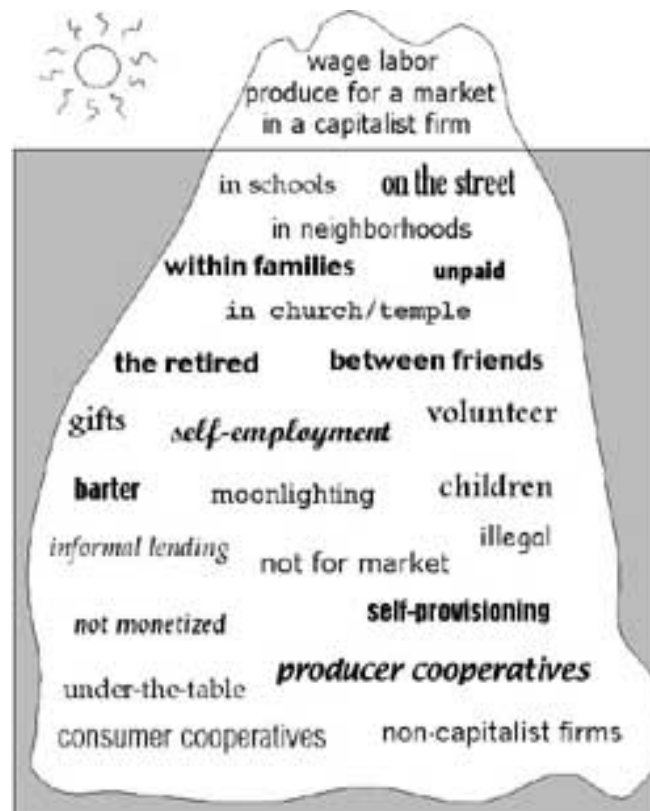 wage labor
produce for a market
in a capitalist firm
in schools on the street
in neighborhoods
within families unpaid
in church/temple
the retired between friends
gifts self-employment volunteer
barter moonlighting children
informal lending not for market illegal
not monetized self-provisioning
under-the-table producer cooperatives
consumer cooperatives non-capitalist firms